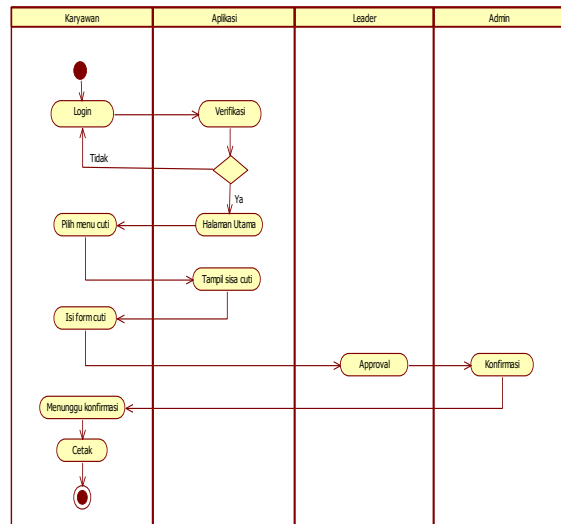 Karyawan
Aplikasi
Leader
Admin
Login
Verifikasi
Tidak
Ya
Pilih menu cuti
Halaman Utama
Tampil sisa cuti
Isi form cuti
Approval
Konfirmasi
Menunggu konfirmasi
Cetak